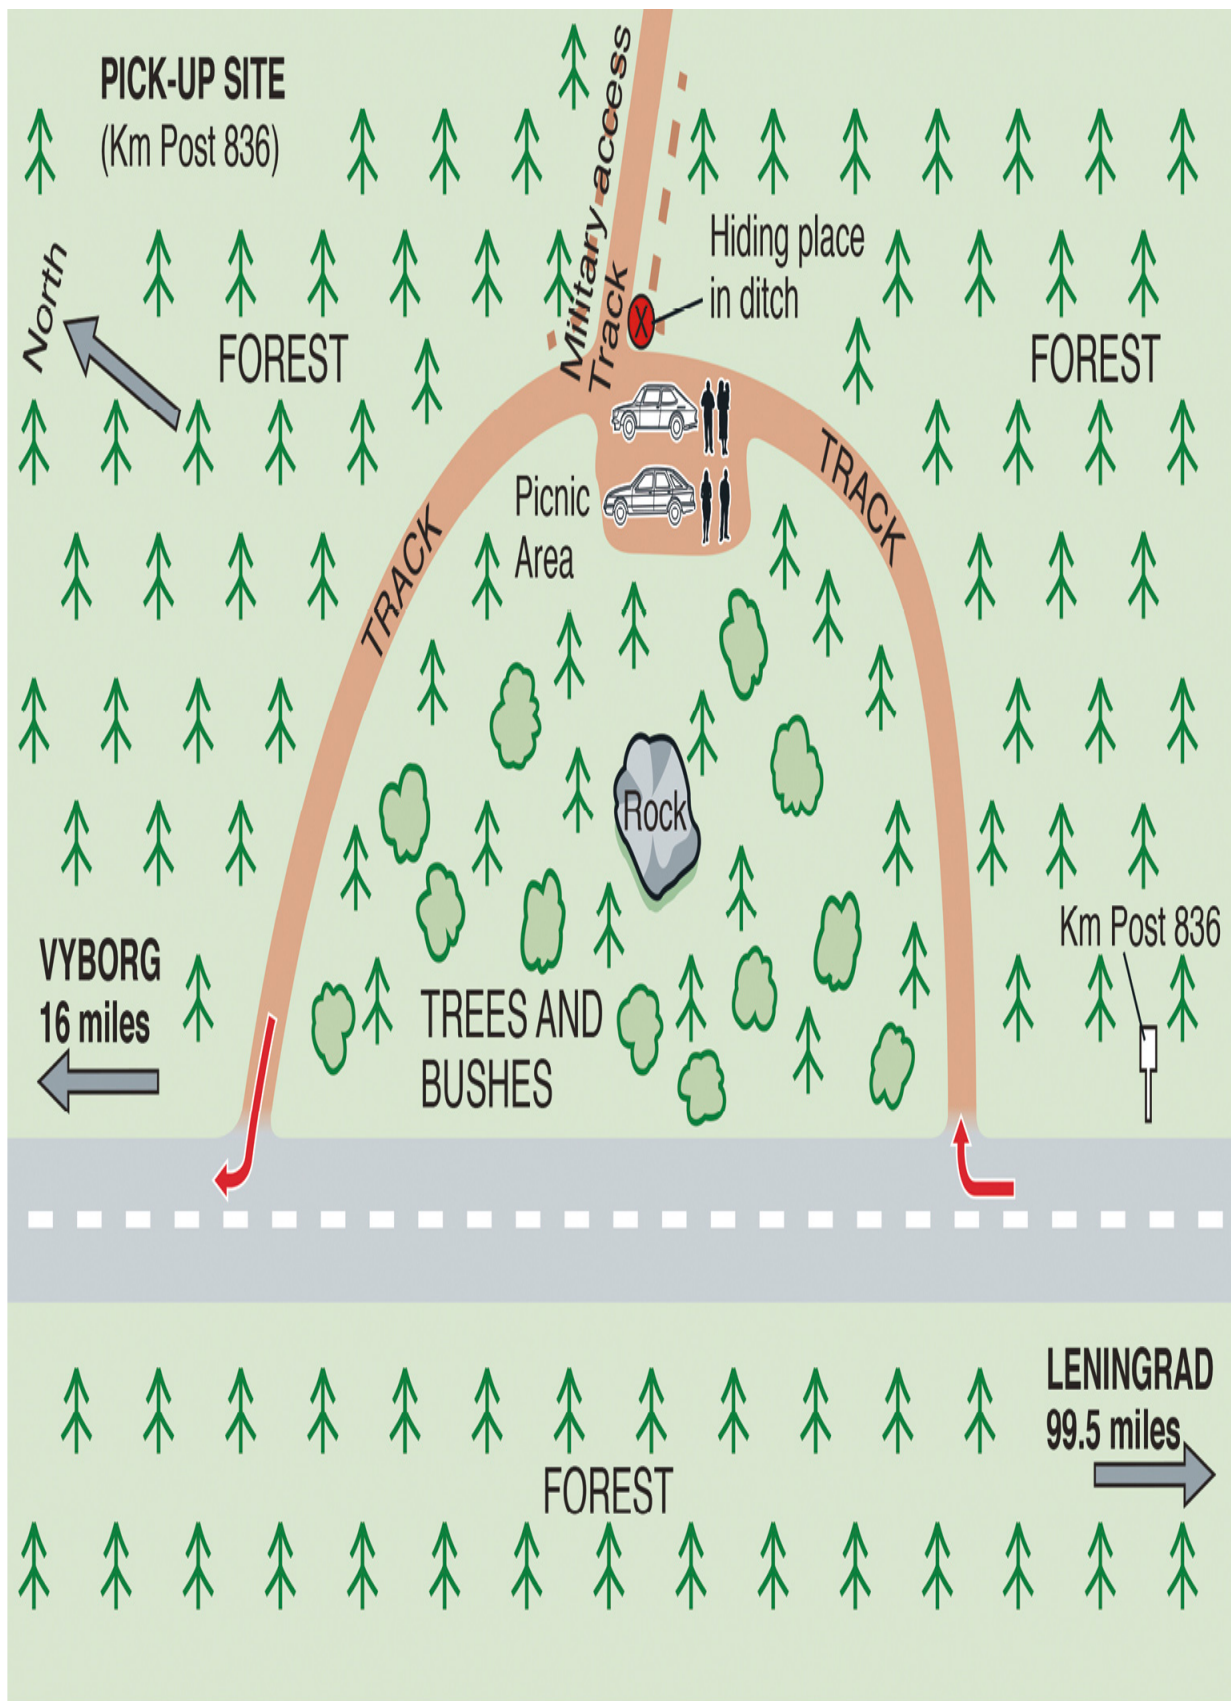 PICK-UP SITE
(Km Post 836)
Military access
Track
North
Hiding place
in ditch
X
FOREST
FOREST
TRACK
Picnic
Area
TRACK
Rock
Km Post 836
VYBORG
16 miles
TREES AND
BUSHES
LENINGRAD
99.5 miles
FOREST